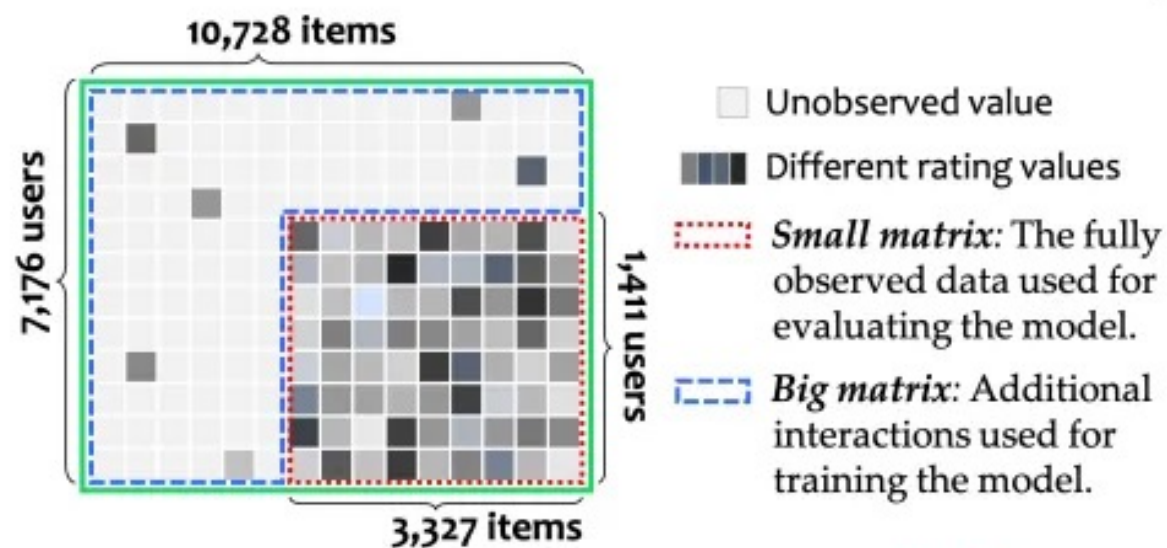 10,728 items
7,176 users
1,411 users
3,327 items
Unobserved value
Different rating values
Small matrix: The fully
observed data used for
evaluating the model.
Big matrix: Additional
interactions used for
training the model.